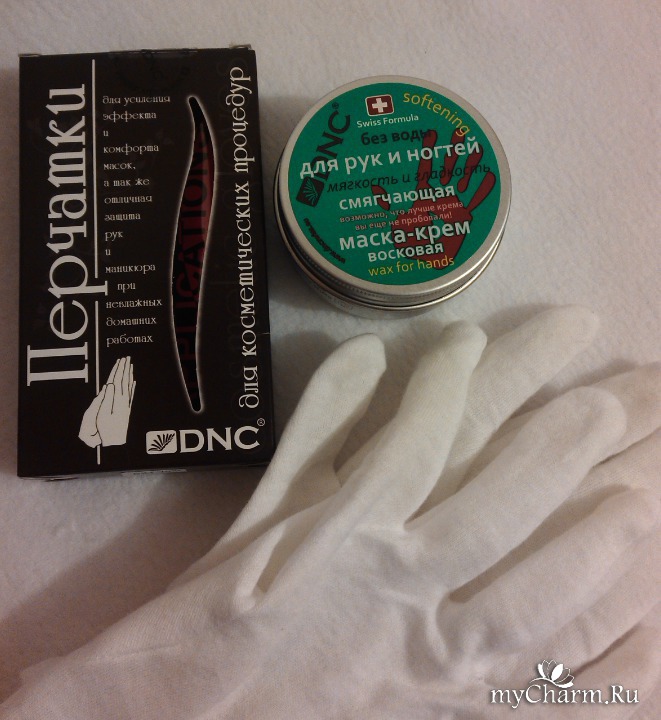 Перчатки
для усиления
эффекта
и
комфорта
масок,
а так же
отличная
защита
рук
и
маникюра
при
невлажных
домашних
работах
для косметических процедур
DNC®
DNC®
Swiss Formula
softening
без воды
для рук и ногтей
мягкость и гладкость
смягчающая
возможно, что лучше крема
вы еще не пробовали!
маска-крем
восковая
wax for hands
myCharm.Ru